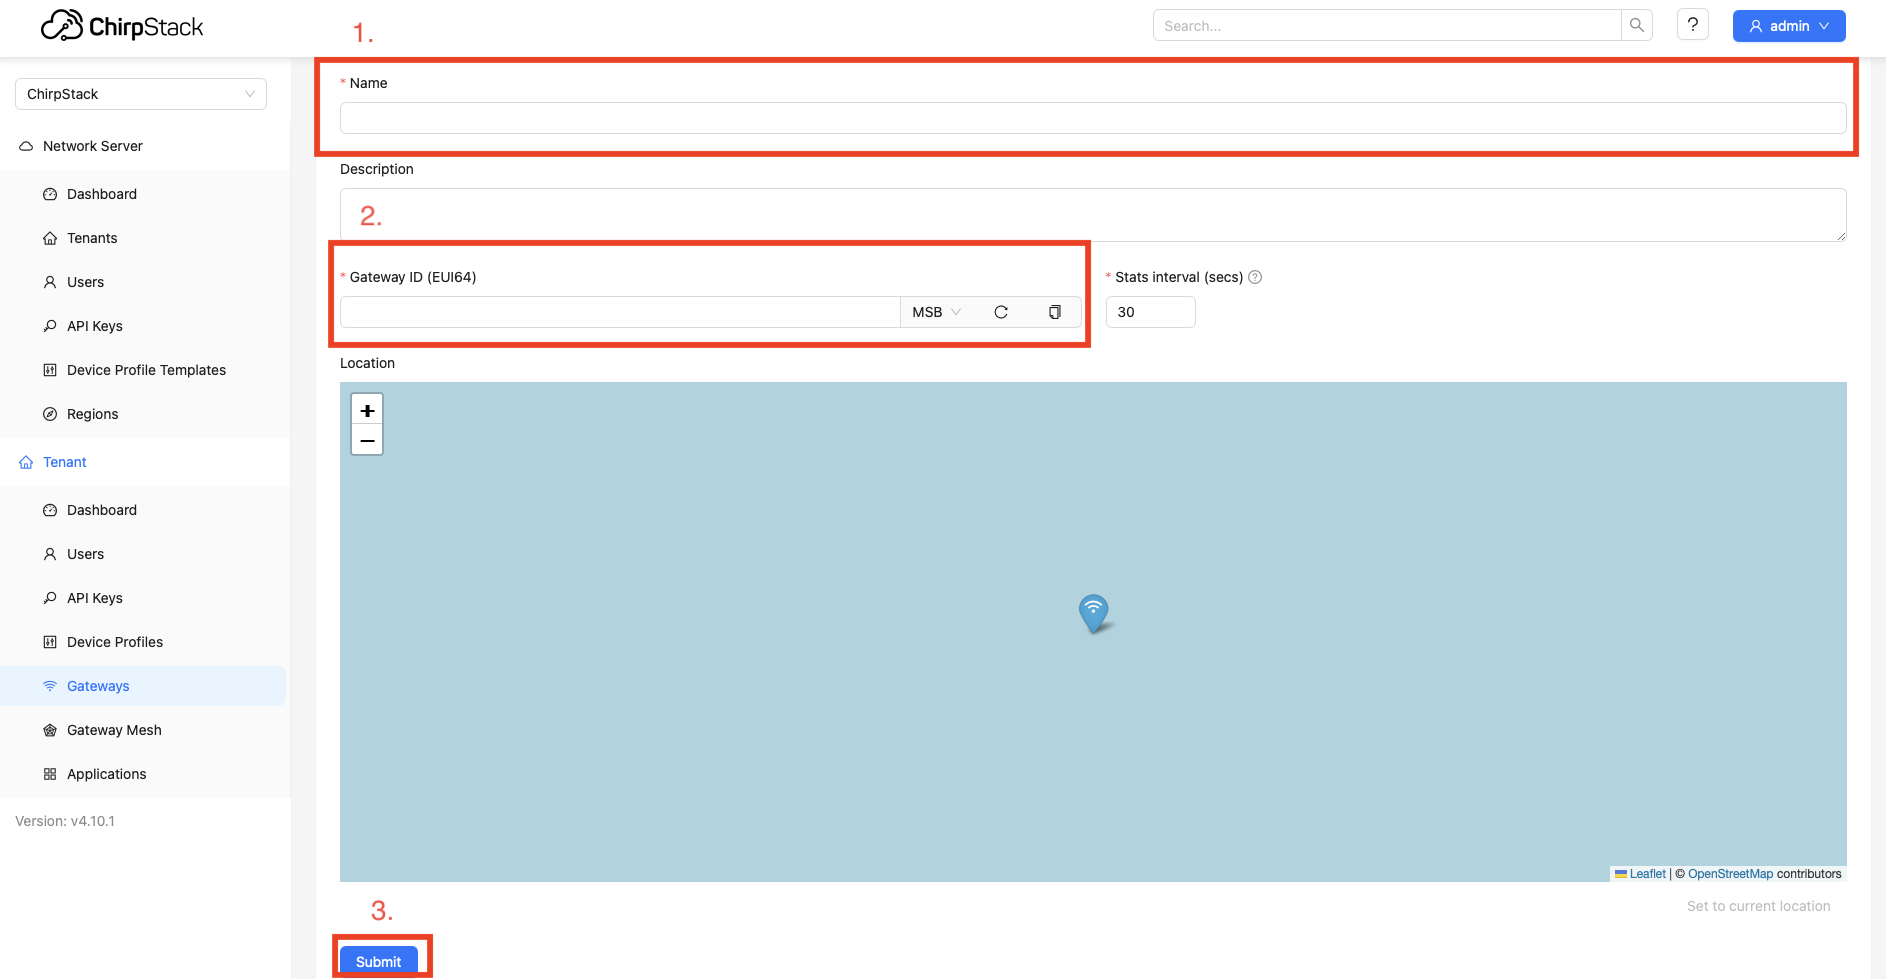 ChirpStack
1.
Search...
?
admin
ChirpStack
Network Server
Dashboard
Tenants
Users
API Keys
Device Profile Templates
Regions
Tenant
Dashboard
Users
API Keys
Device Profiles
Gateways
Gateway Mesh
Applications
Version: v4.10.1
* Name
Description
2.
* Gateway ID (EUI64)
MSB
* Stats interval (secs) ?
30
Location
+
−
Leaflet | © OpenStreetMap contributors
Set to current location
3.
Submit